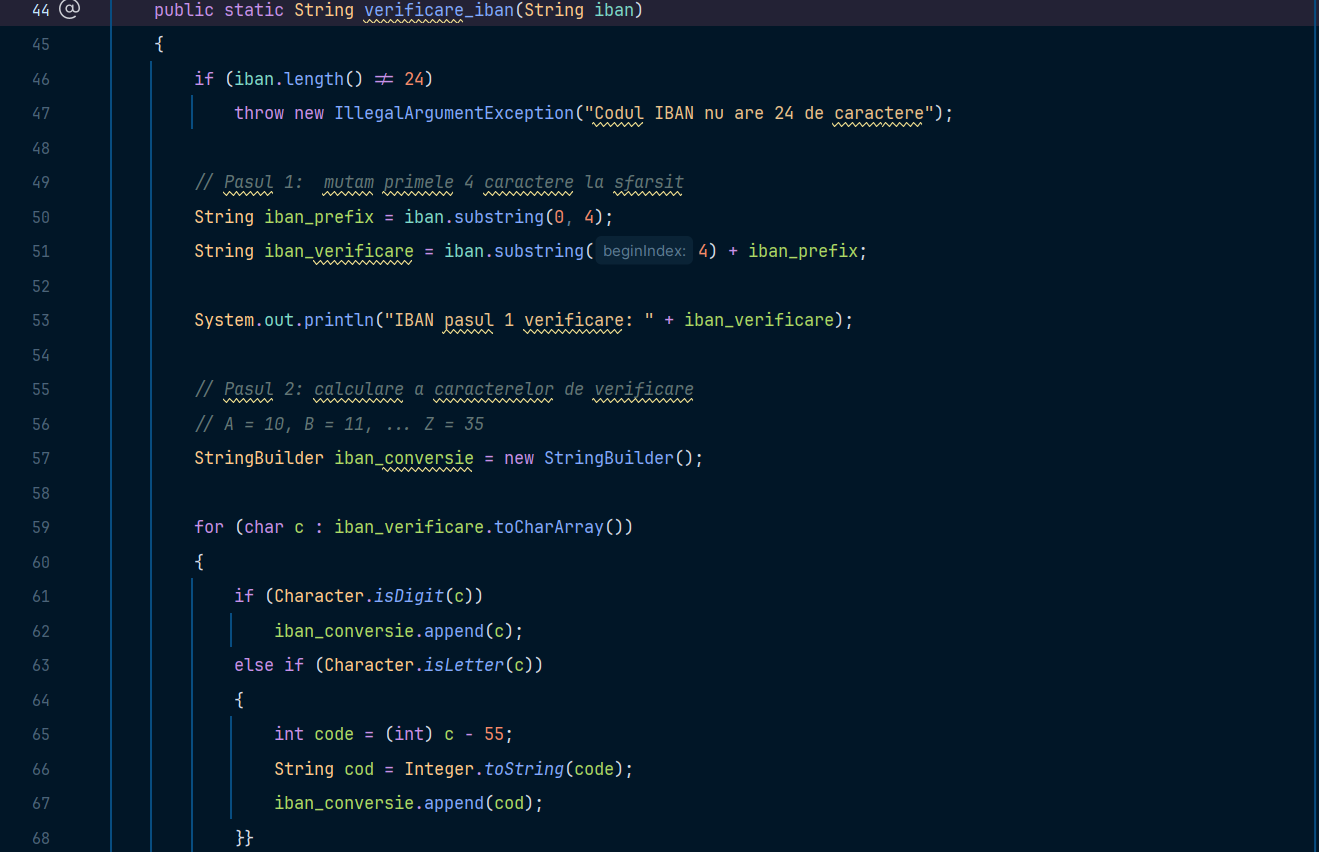 44 @ public static String verificare_iban(String iban)
45 {
46 if (iban.length() ≠ 24)
47 throw new IllegalArgumentException("Codul IBAN nu are 24 de caractere");
48
49 // Pasul 1:  mutam primele 4 caractere la sfarsit
50 String iban_prefix = iban.substring(0, 4);
51 String iban_verificare = iban.substring( beginIndex: 4) + iban_prefix;
52
53 System.out.println("IBAN pasul 1 verificare: " + iban_verificare);
54
55 // Pasul 2: calculare a caracterelor de verificare
56 // A = 10, B = 11, ... Z = 35
57 StringBuilder iban_conversie = new StringBuilder();
58
59 for (char c : iban_verificare.toCharArray())
60 {
61 if (Character.isDigit(c))
62 iban_conversie.append(c);
63 else if (Character.isLetter(c))
64 {
65 int code = (int) c - 55;
66 String cod = Integer.toString(code);
67 iban_conversie.append(cod);
68 }}